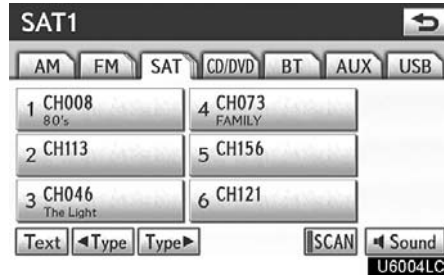 SAT1
AM FM SAT CD/DVD BT AUX USB
1 CH008
80's
4 CH073
FAMILY
2 CH113
5 CH156
3 CH046
The Light
6 CH121
Text ◄Type Type► SCAN Sound
U6004LC